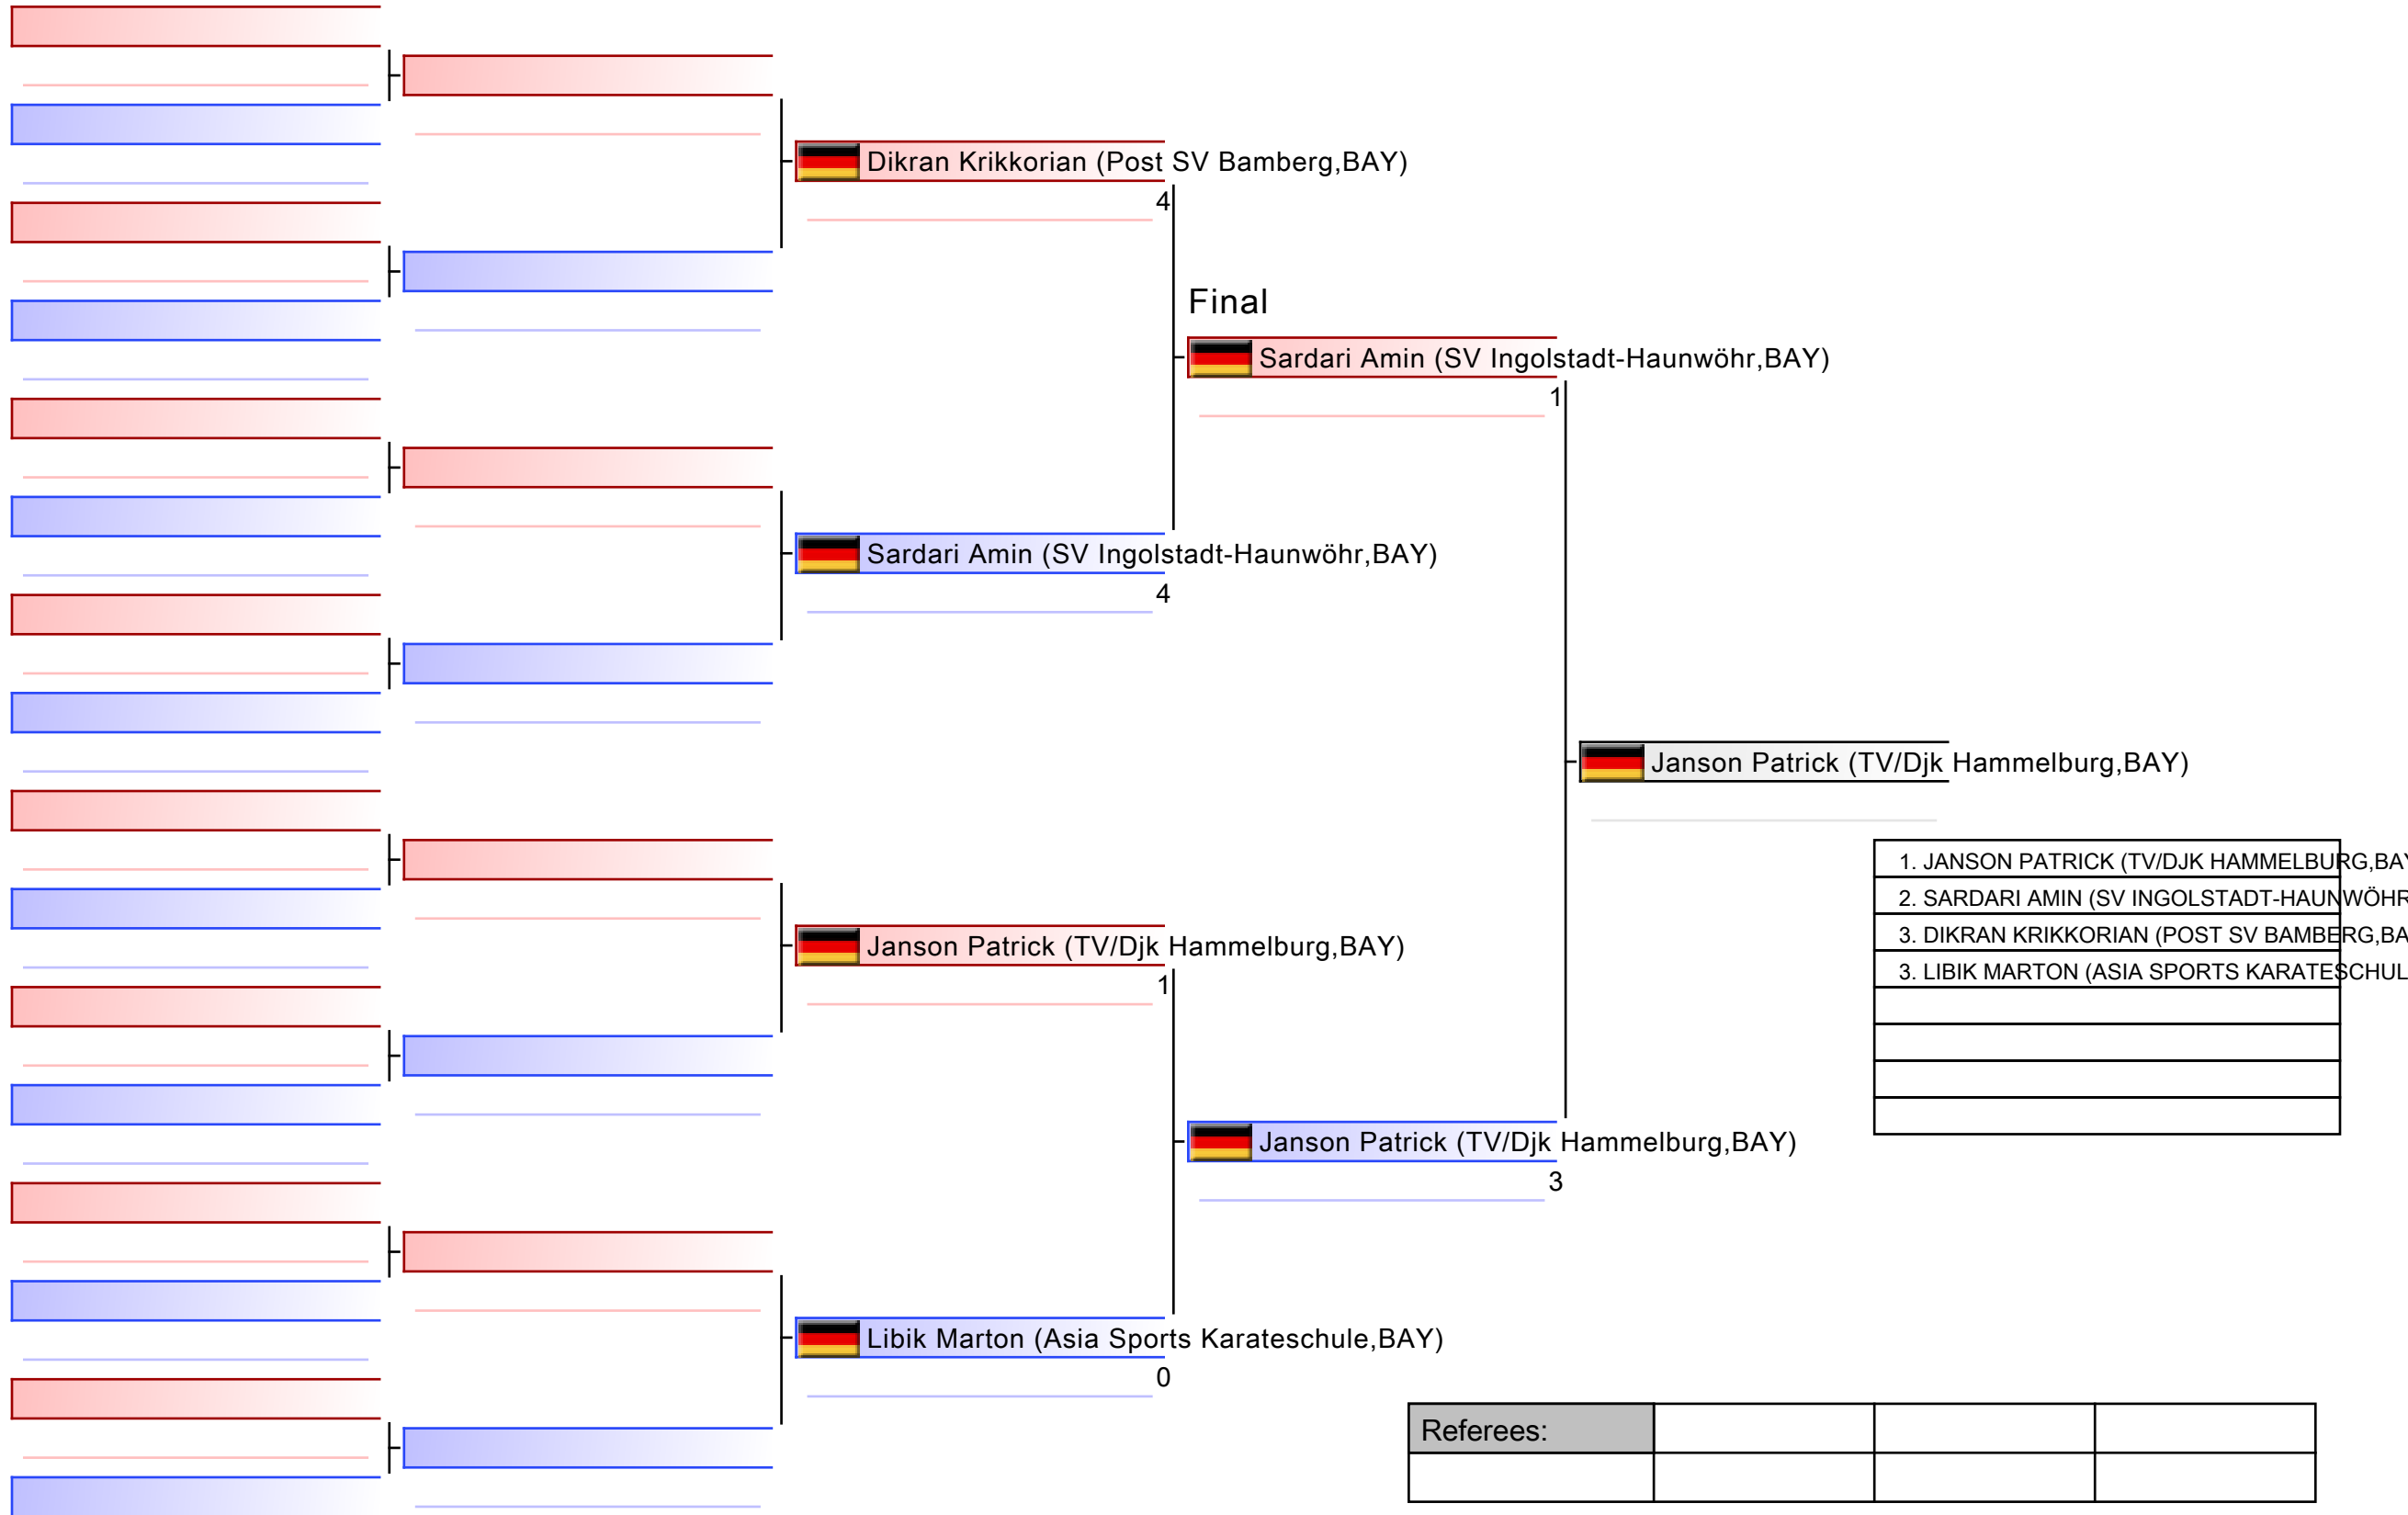 Dikran Krikkorian (Post SV Bamberg,BAY)
4
Final
Sardari Amin (SV Ingolstadt-Haunwöhr,BAY)
1
Sardari Amin (SV Ingolstadt-Haunwöhr,BAY)
4
Janson Patrick (TV/Djk Hammelburg,BAY)
1. JANSON PATRICK (TV/DJK HAMMELBURG,BAY
2. SARDARI AMIN (SV INGOLSTADT-HAUNWÖHR
3. DIKRAN KRIKKORIAN (POST SV BAMBERG,BA
3. LIBIK MARTON (ASIA SPORTS KARATESCHUL
Janson Patrick (TV/Djk Hammelburg,BAY)
1
Janson Patrick (TV/Djk Hammelburg,BAY)
3
Libik Marton (Asia Sports Karateschule,BAY)
0
Referees: